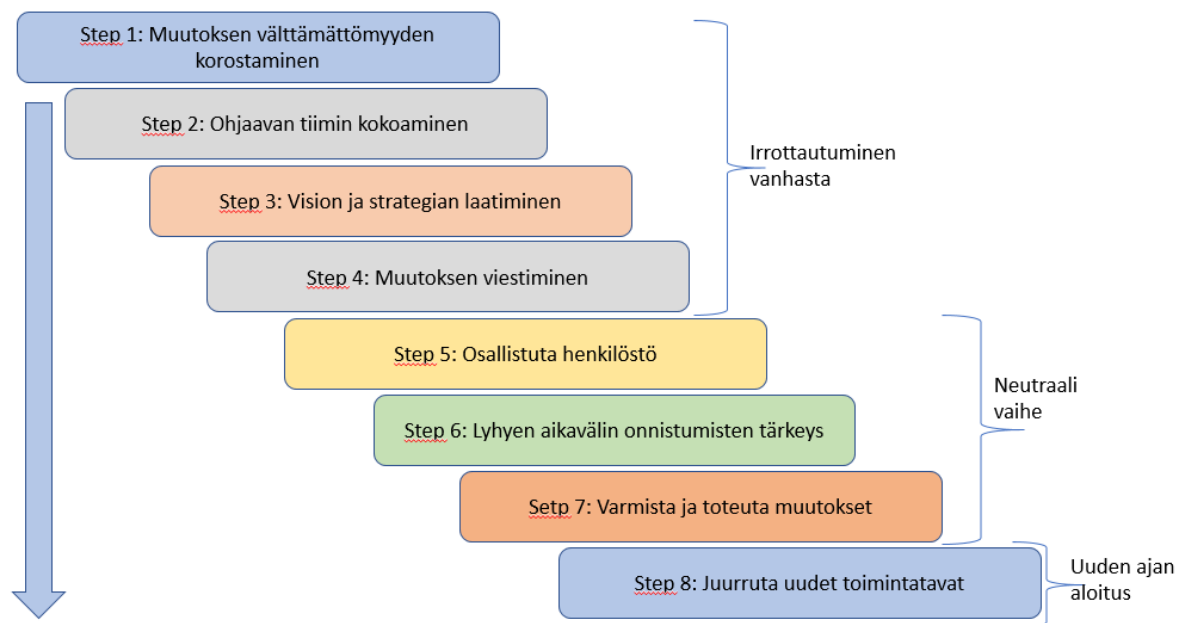 Step 1: Muutoksen välttämättömyyden
korostaminen
Step 2: Ohjaavan tiimin kokoaminen
Irrottautuminen
vanhasta
Step 3: Vision ja strategian laatiminen
Step 4: Muutoksen viestiminen
Step 5: Osallistuta henkilöstö
Neutraali
vaihe
Step 6: Lyhyen aikavälin onnistumisten tärkeys
Setp 7: Varmista ja toteuta muutokset
Step 8: Juurruta uudet toimintatavat
Uuden ajan
aloitus